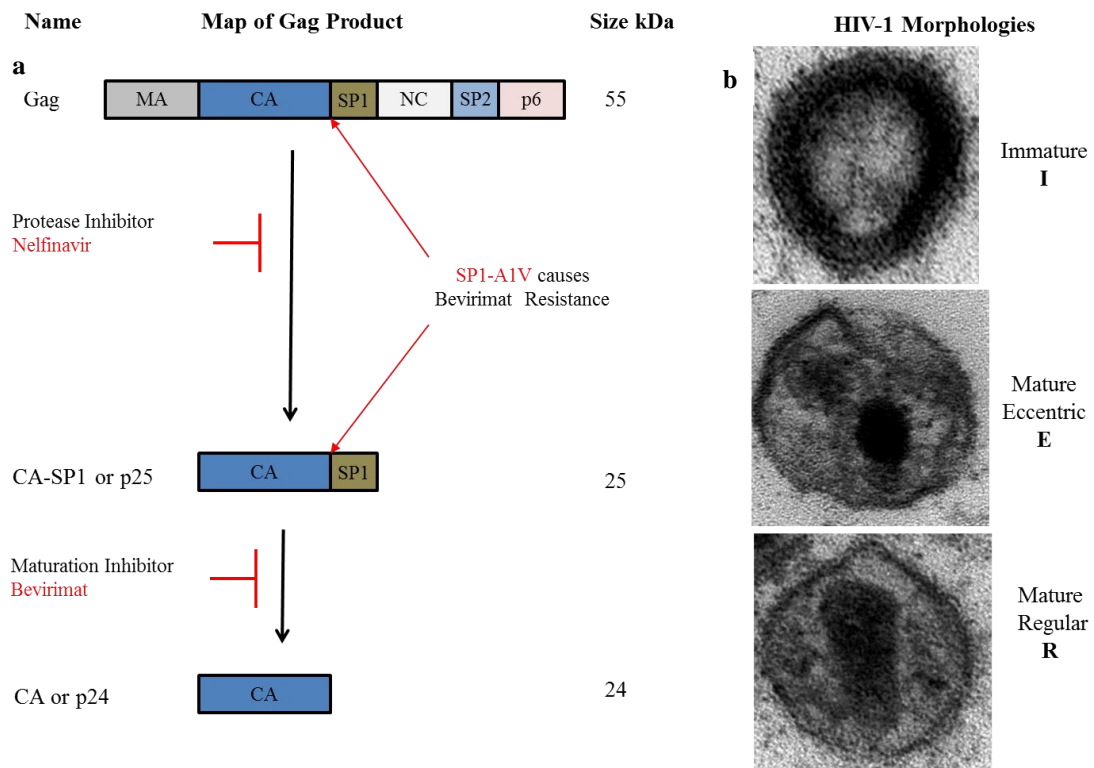 Name Map of Gag Product Size kDa HIV-1 Morphologies
a
b
Gag MA CA SP1 NC SP2 p6 55
Immature
I
Protease Inhibitor
Nelfinavir
SP1-A1V causes
Bevirimat Resistance
Mature
Eccentric
E
CA-SP1 or p25 CA SP1 25
Maturation Inhibitor
Bevirimat
Mature
Regular
R
CA or p24 CA 24